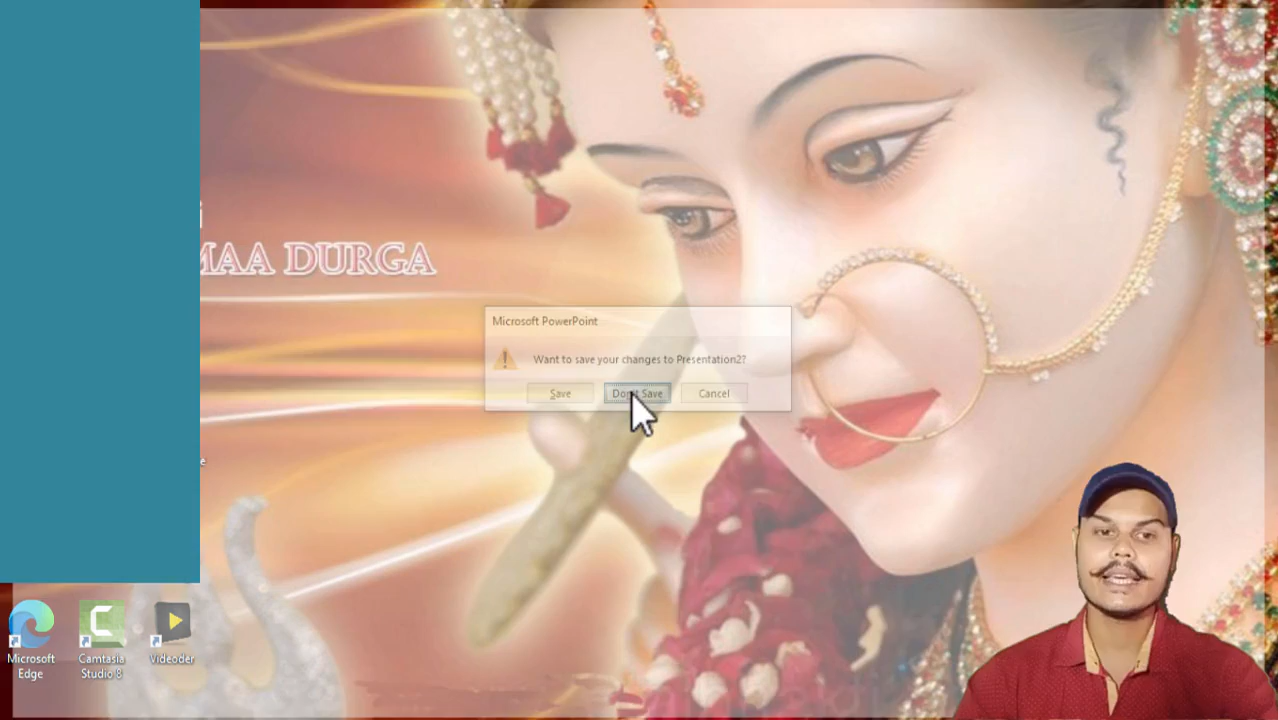 MAA DURGA
Microsoft PowerPoint
Want to save your changes to Presentation2?
Save
Don't Save
Cancel
Microsoft
Edge
Camtasia
Studio 8
Videoder